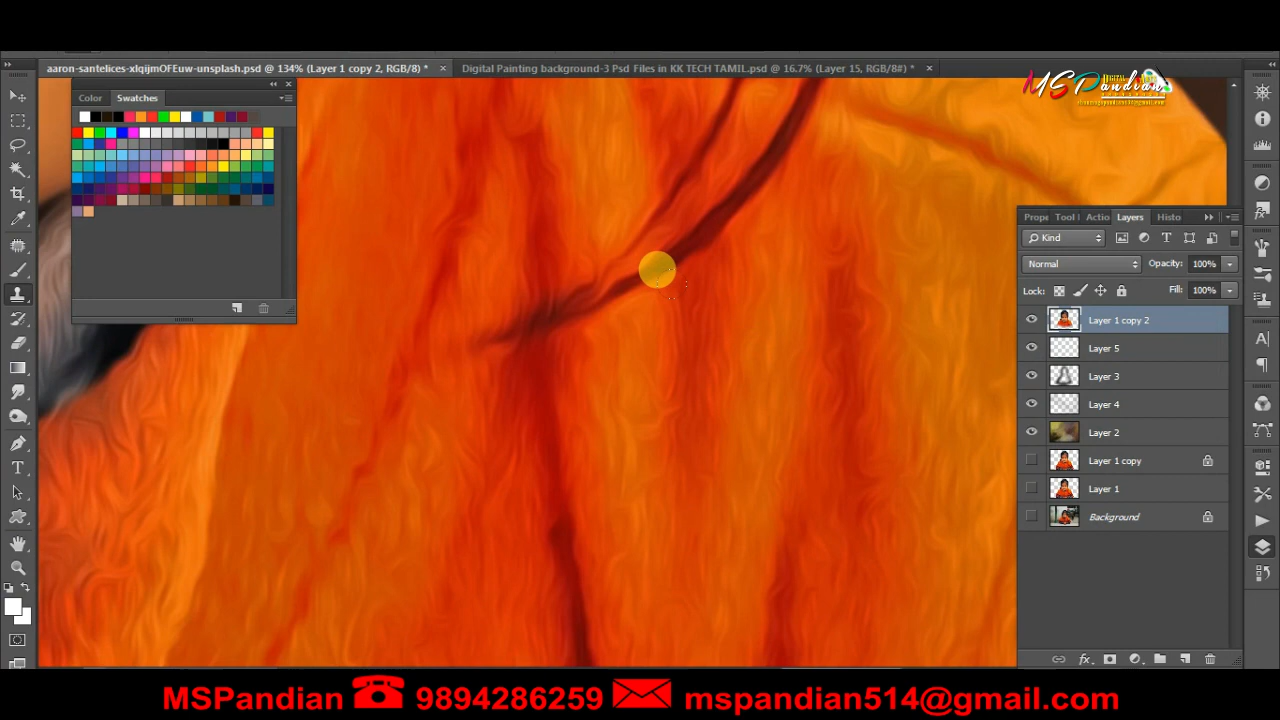 aaron-santelices-xlqijmOFEuw-unsplash.psd @ 134% (Layer 1 copy 2, RGB/8) *
Digital Painting background-3 Psd Files in KK TECH TAMIL.psd @ 16.7% (Layer 15, RGB/8#) *
MSPandian
Color
Swatches
Prope
Tool
Actio
Layers
Histo
Kind
Normal
Opacity: 100%
Lock:
Fill: 100%
Layer 1 copy 2
Layer 5
Layer 3
Layer 4
Layer 2
Layer 1 copy
Layer 1
Background
MSPandian 9894286259 mspandian514@gmail.com